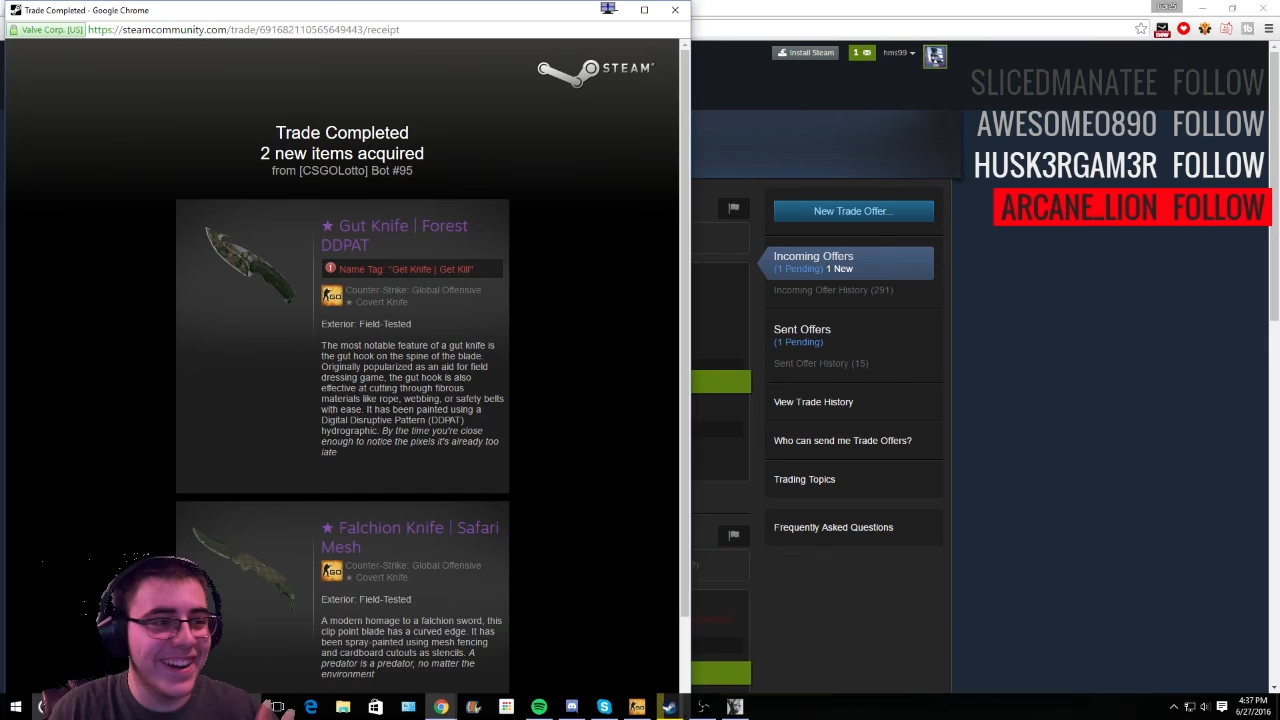 Trade Completed - Google Chrome
Valve Corp. [US] https://steamcommunity.com/trade/691682110565649443/receipt
STEAM
Trade Completed
2 new items acquired
from [CSGOLotto] Bot #95
★ Gut Knife | Forest
DDPAT
Name Tag: "Get Knife | Get Kill"
Counter-Strike: Global Offensive
★ Covert Knife
Exterior: Field-Tested
The most notable feature of a gut knife is
the gut hook on the spine of the blade.
Originally popularized as an aid for field
dressing game, the gut hook is also
effective at cutting through fibrous
materials like rope, webbing, or safety belts
with ease. It has been painted using a
Digital Disruptive Pattern (DDPAT)
hydrographic. By the time you're close
enough to notice the pixels it's already too
late
★ Falchion Knife | Safari
Mesh
Counter-Strike: Global Offensive
★ Covert Knife
Exterior: Field-Tested
A modern homage to a falchion sword, this
clip point blade has a curved edge. It has
been spray-painted using mesh fencing
and cardboard cutouts as stencils. A
predator is a predator, no matter the
environment
Install Steam
1
hms99
New Trade Offer...
Incoming Offers
(1 Pending) 1 New
Incoming Offer History (291)
Sent Offers
(1 Pending)
Sent Offer History (15)
View Trade History
Who can send me Trade Offers?
Trading Topics
Frequently Asked Questions
SLICEDMANATEE FOLLOW
AWESOME0890 FOLLOW
HUSK3RGAM3R FOLLOW
ARCANE_LION FOLLOW
4:37 PM
6/27/2016